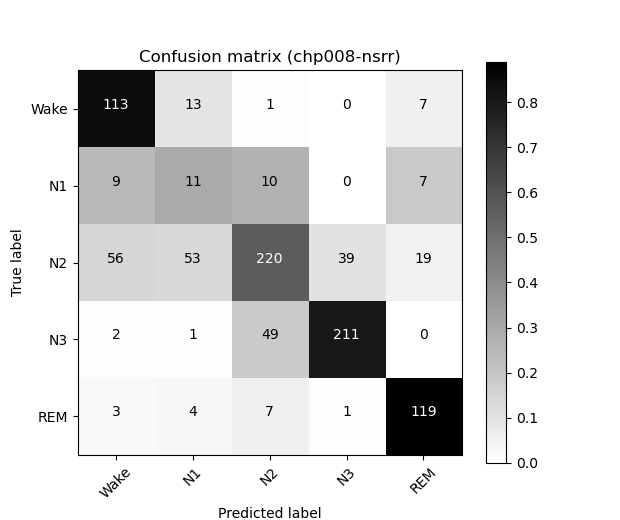 Confusion matrix (chp008-nsrr)
Wake 113 13 1 0 7
N1 9 11 10 0 7
N2 56 53 220 39 19
N3 2 1 49 211 0
REM 3 4 7 1 119
Wake N1 N2 N3 REM
True label
Predicted label
0.8
0.7
0.6
0.5
0.4
0.3
0.2
0.1
0.0